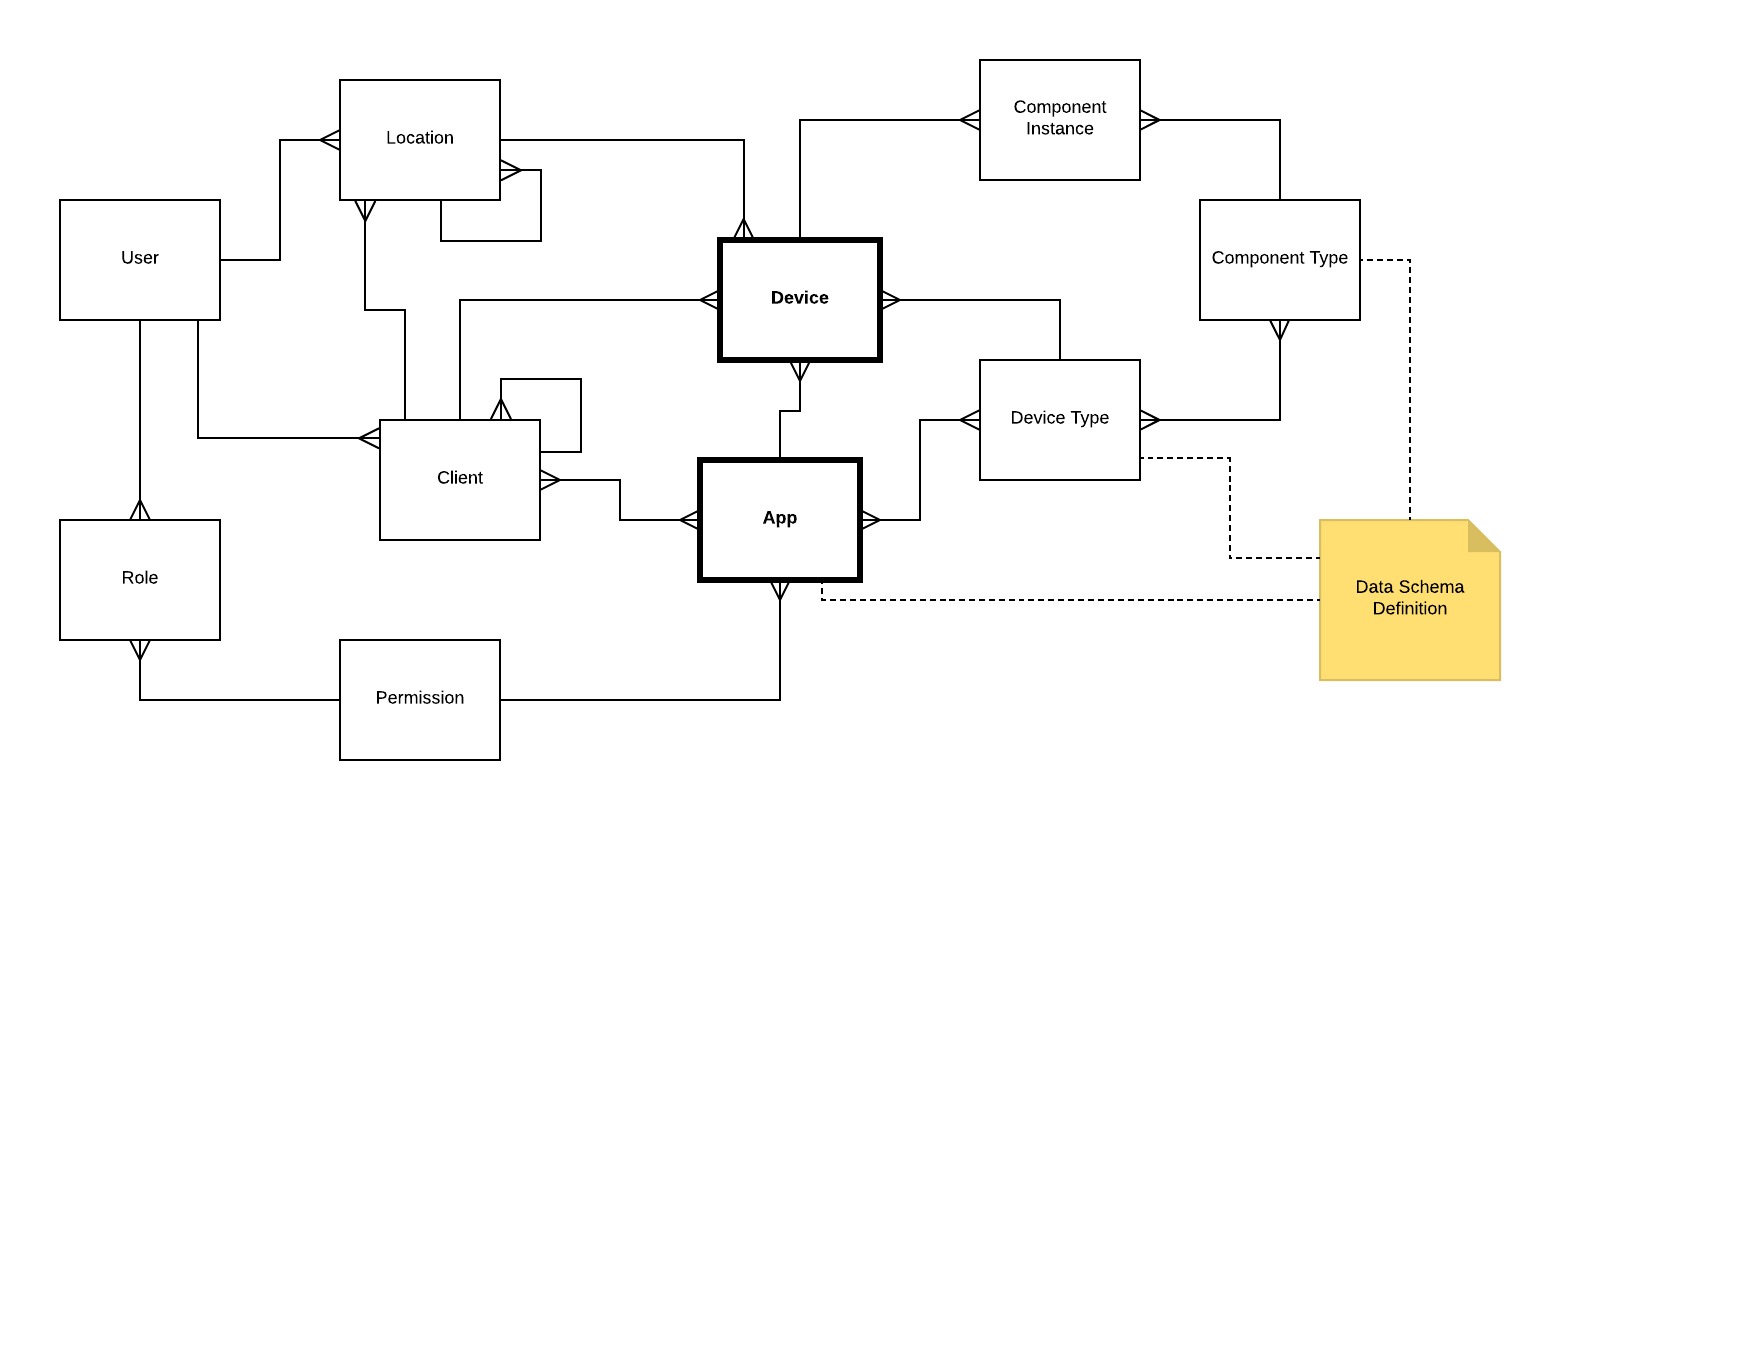 Location
Component
Instance
User
Component Type
Device
Device Type
Client
App
Role
Data Schema
Definition
Permission